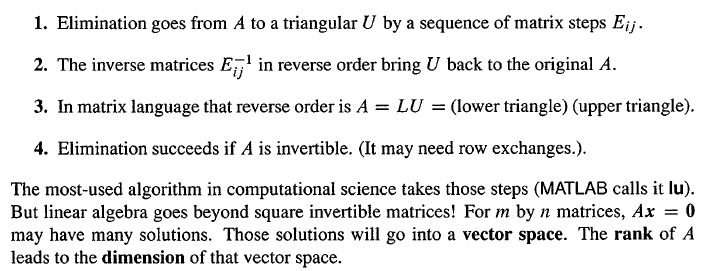 1. Elimination goes from A to a triangular U by a sequence of matrix steps E_{ij}.
2. The inverse matrices E_{ij}^{-1} in reverse order bring U back to the original A.
3. In matrix language that reverse order is A = LU = (lower triangle) (upper triangle).
4. Elimination succeeds if A is invertible. (It may need row exchanges.).
The most-used algorithm in computational science takes those steps (MATLAB calls it lu).
But linear algebra goes beyond square invertible matrices! For m by n matrices, Ax = 0
may have many solutions. Those solutions will go into a vector space. The rank of A
leads to the dimension of that vector space.